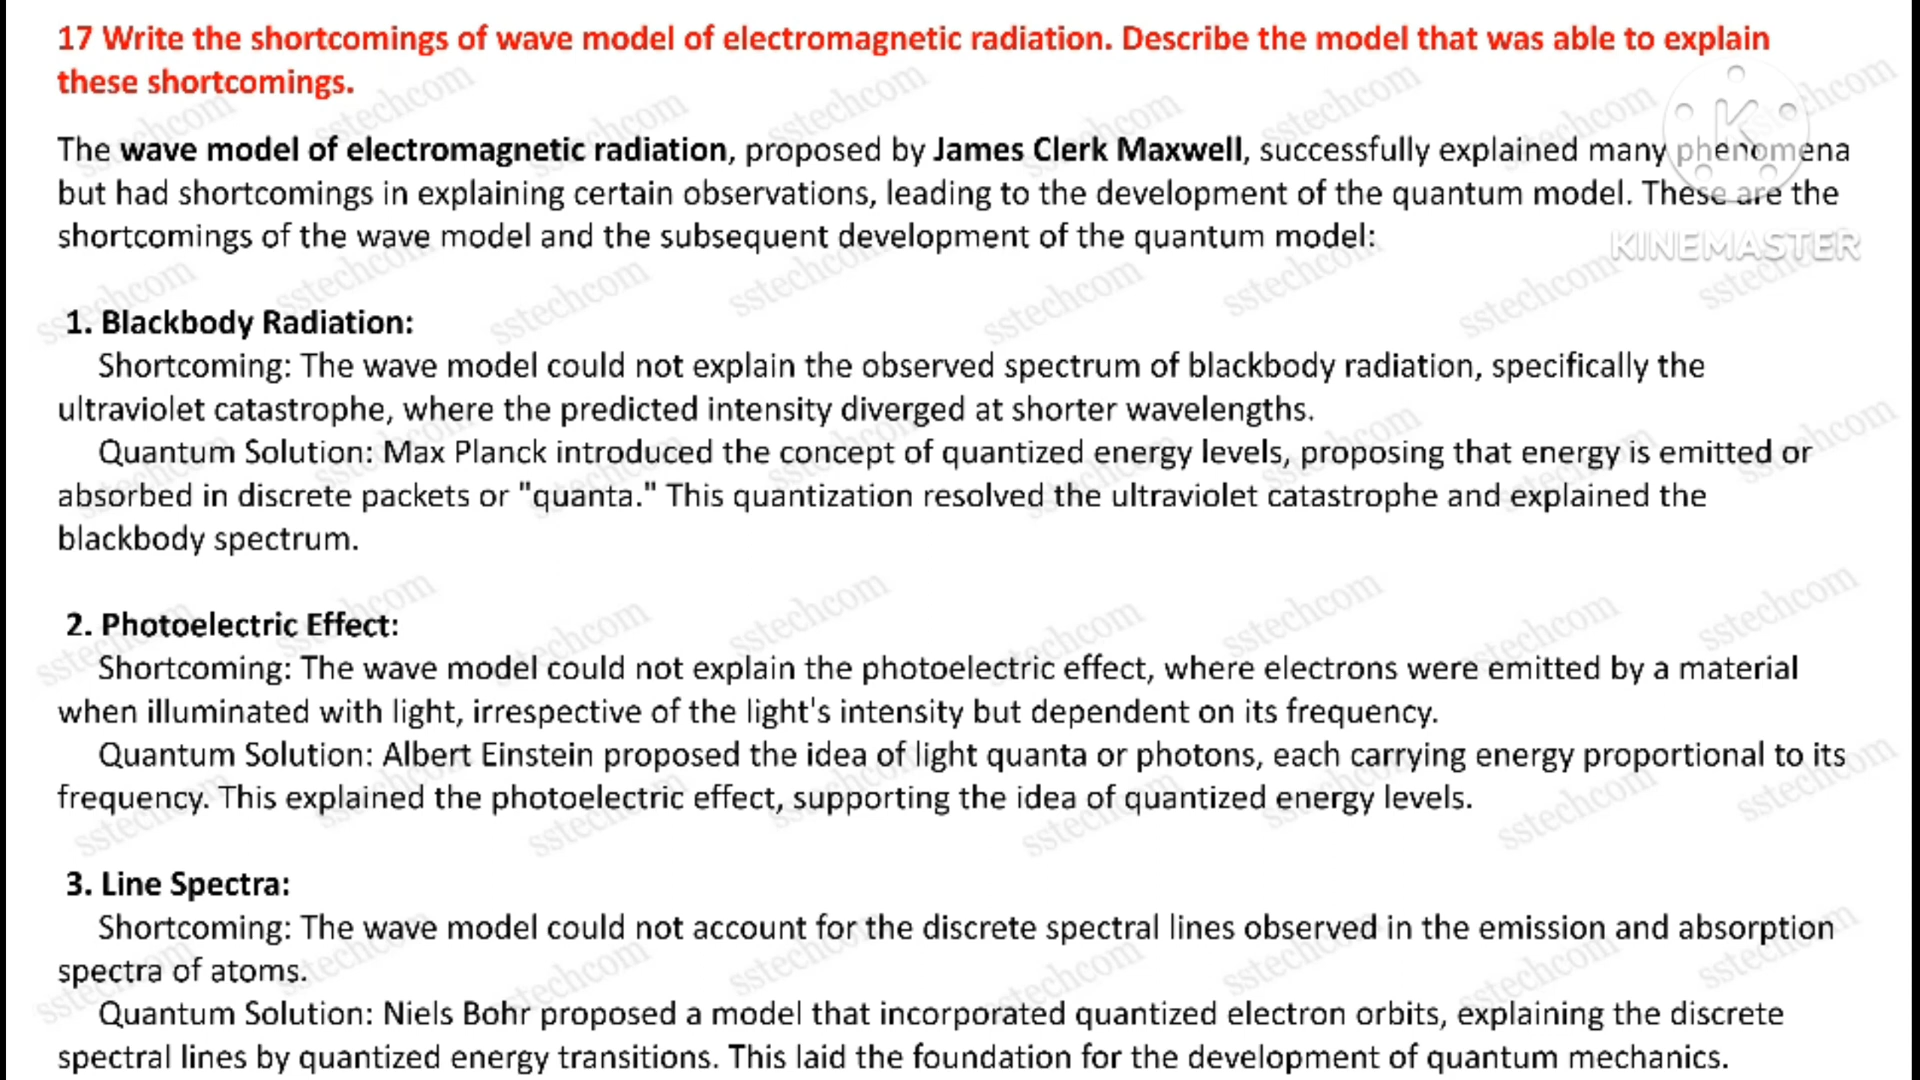 17 Write the shortcomings of wave model of electromagnetic radiation. Describe the model that was able to explain
these shortcomings.
The wave model of electromagnetic radiation, proposed by James Clerk Maxwell, successfully explained many phenomena
but had shortcomings in explaining certain observations, leading to the development of the quantum model. These are the
shortcomings of the wave model and the subsequent development of the quantum model:
KINEMASTER
1. Blackbody Radiation:
Shortcoming: The wave model could not explain the observed spectrum of blackbody radiation, specifically the
ultraviolet catastrophe, where the predicted intensity diverged at shorter wavelengths.
Quantum Solution: Max Planck introduced the concept of quantized energy levels, proposing that energy is emitted or
absorbed in discrete packets or "quanta." This quantization resolved the ultraviolet catastrophe and explained the
blackbody spectrum.
2. Photoelectric Effect:
Shortcoming: The wave model could not explain the photoelectric effect, where electrons were emitted by a material
when illuminated with light, irrespective of the light's intensity but dependent on its frequency.
Quantum Solution: Albert Einstein proposed the idea of light quanta or photons, each carrying energy proportional to its
frequency. This explained the photoelectric effect, supporting the idea of quantized energy levels.
3. Line Spectra:
Shortcoming: The wave model could not account for the discrete spectral lines observed in the emission and absorption
spectra of atoms.
Quantum Solution: Niels Bohr proposed a model that incorporated quantized electron orbits, explaining the discrete
spectral lines by quantized energy transitions. This laid the foundation for the development of quantum mechanics.
sstechcom